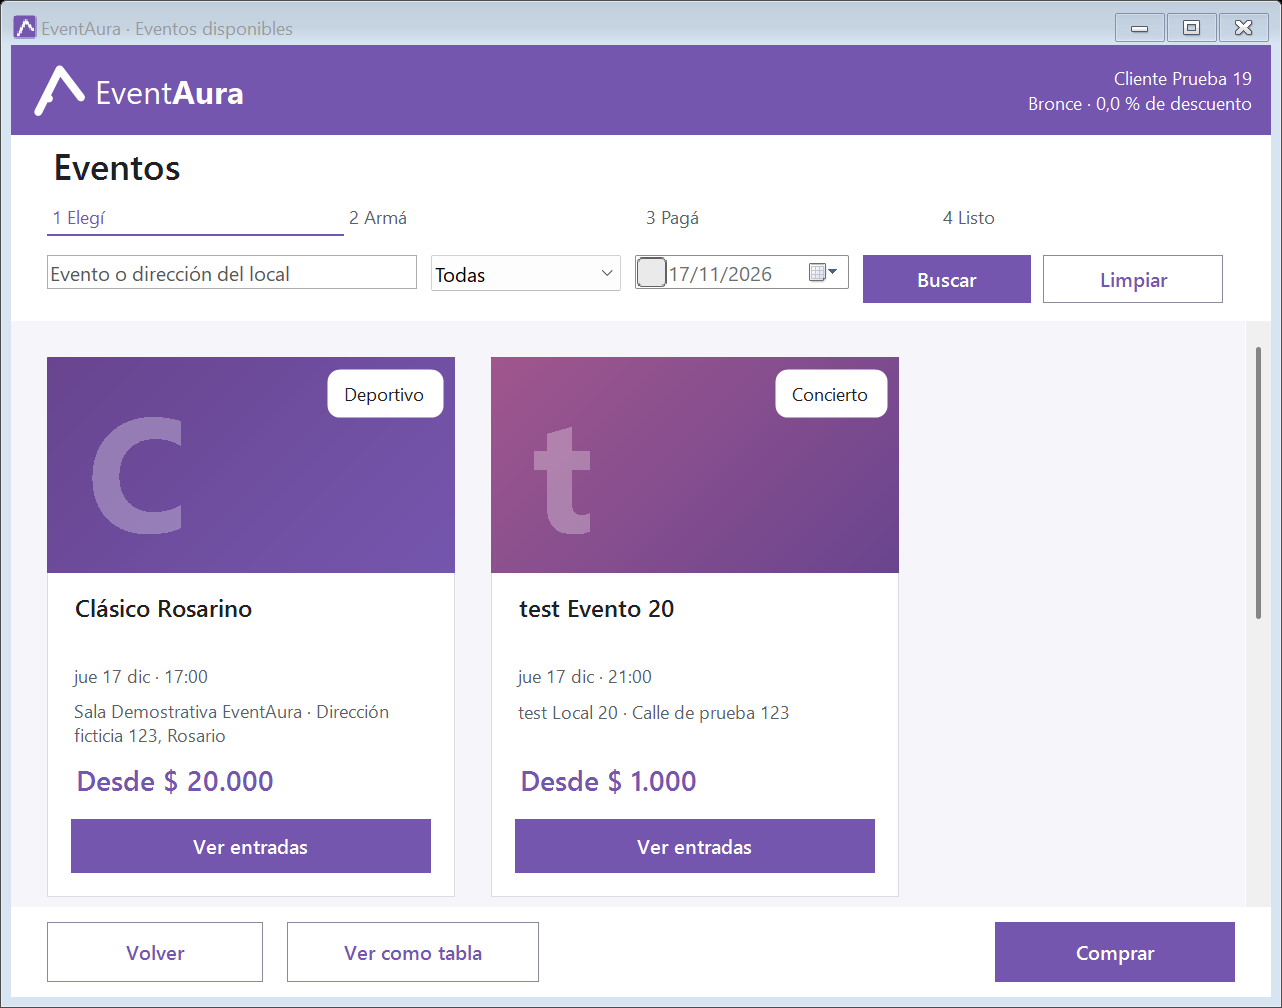 EventAura · Eventos disponibles
EventAura
Cliente Prueba 19
Bronce · 0,0 % de descuento
Eventos
1 Elegí
2 Armá
3 Pagá
4 Listo
Evento o dirección del local
Todas
17/11/2026
Buscar
Limpiar
C
Deportivo
Clásico Rosarino
jue 17 dic · 17:00
Sala Demostrativa EventAura · Dirección
ficticia 123, Rosario
Desde $ 20.000
Ver entradas
t
Concierto
test Evento 20
jue 17 dic · 21:00
test Local 20 · Calle de prueba 123
Desde $ 1.000
Ver entradas
Volver
Ver como tabla
Comprar